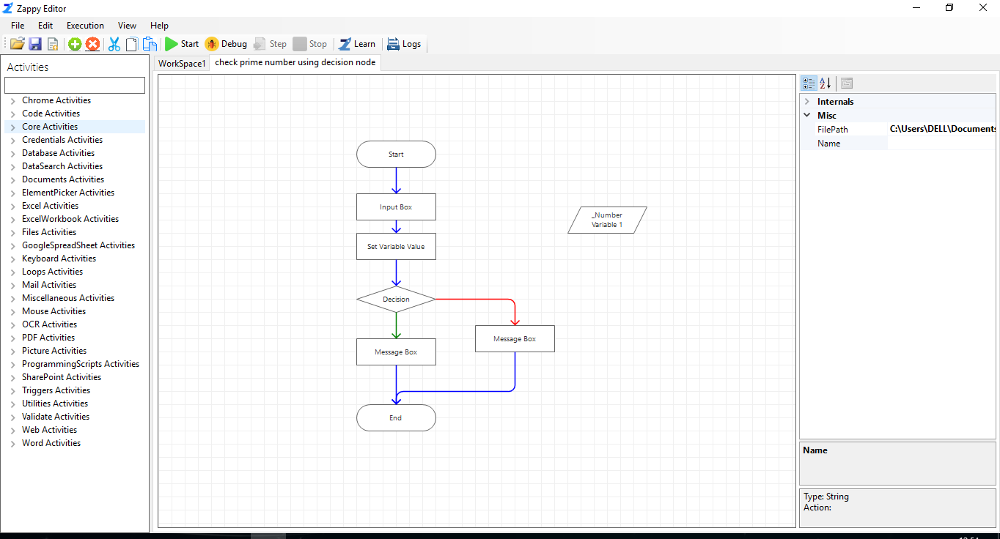 Zappy Editor
File Edit Execution View Help
Start Debug Step Stop Learn Logs
Activities
WorkSpace1 check prime number using decision node
Chrome Activities
Code Activities
Core Activities
Credentials Activities
Database Activities
DataSearch Activities
Documents Activities
ElementPicker Activities
Excel Activities
ExcelWorkbook Activities
Files Activities
GoogleSpreadSheet Activities
Keyboard Activities
Loops Activities
Mail Activities
Miscellaneous Activities
Mouse Activities
OCR Activities
PDF Activities
Picture Activities
ProgrammingScripts Activities
SharePoint Activities
Triggers Activities
Utilities Activities
Validate Activities
Web Activities
Word Activities
Start
Input Box
Set Variable Value
Decision
Message Box
Message Box
End
_Number
Variable 1
Internals
Misc
FilePath C:\Users\DELL\Documents
Name
Name
Type: String
Action: